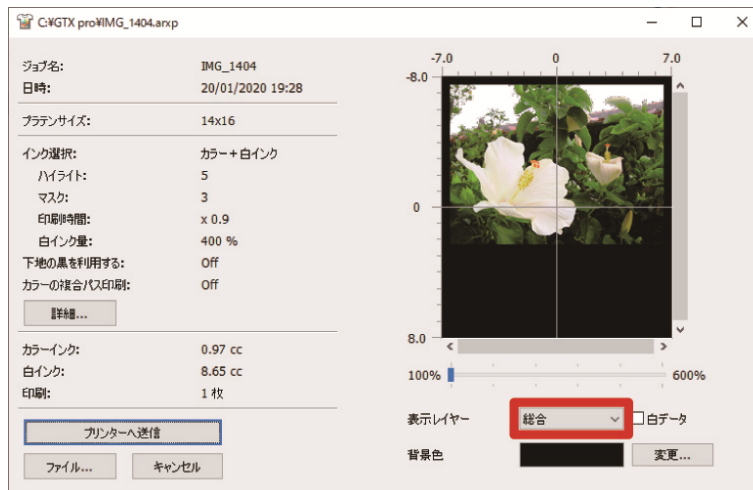 C:¥GTX pro¥IMG_1404.arxp
ジョブ名: IMG_1404
日時: 20/01/2020 19:28
プラテンサイズ: 14x16
インク選択: カラー+白インク
ハイライト: 5
マスク: 3
印刷時間: x 0.9
白インク量: 400 %
下地の黒を利用する: Off
カラーの複合パス印刷: Off
詳細...
カラーインク: 0.97 cc
白インク: 8.65 cc
印刷: 1 枚
プリンターへ送信
ファイル... キャンセル
-7.0 0 7.0
-8.0
0
8.0
100% 600%
表示レイヤー 総合 白データ
背景色 変更...